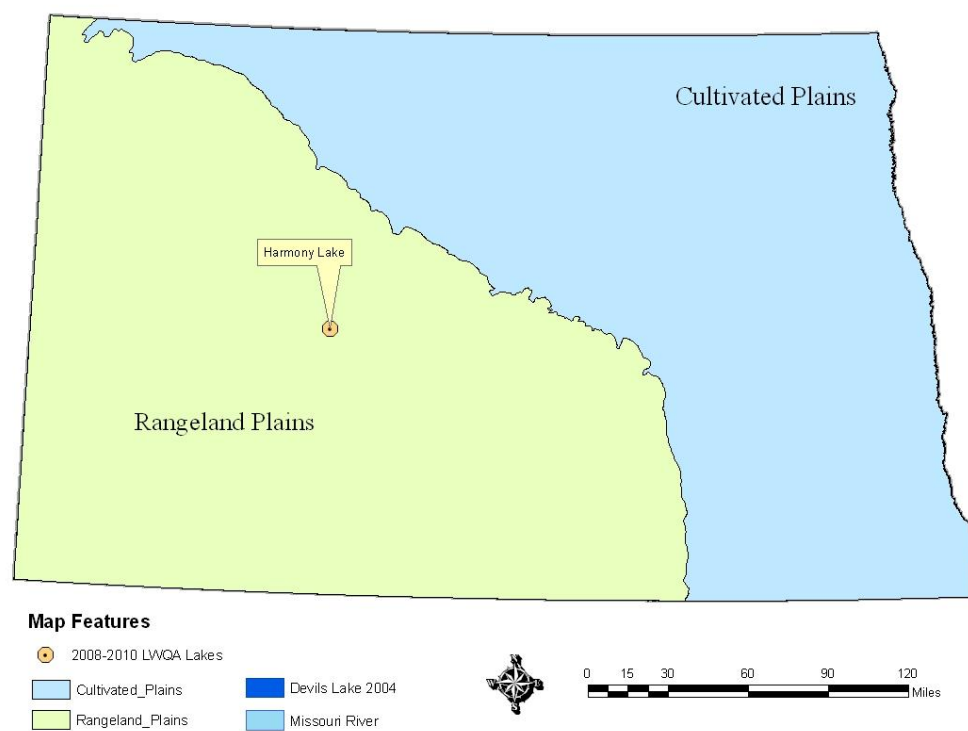 Cultivated Plains
Harmony Lake
Rangeland Plains
Map Features
2008-2010 LWQA Lakes
Cultivated_Plains
Devils Lake 2004
Rangeland_Plains
Missouri River
0 15 30 60 90 120
Miles